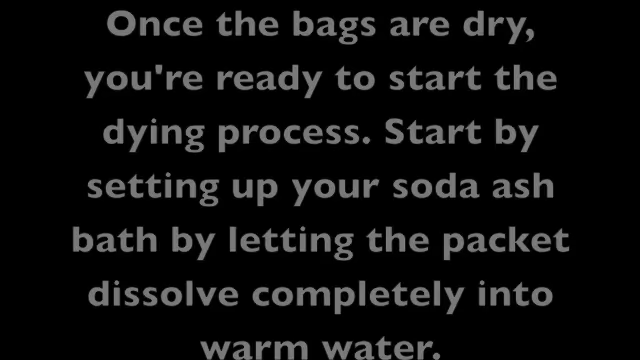 Once the bags are dry,
you're ready to start the
dying process. Start by
setting up your soda ash
bath by letting the packet
dissolve completely into
warm water.